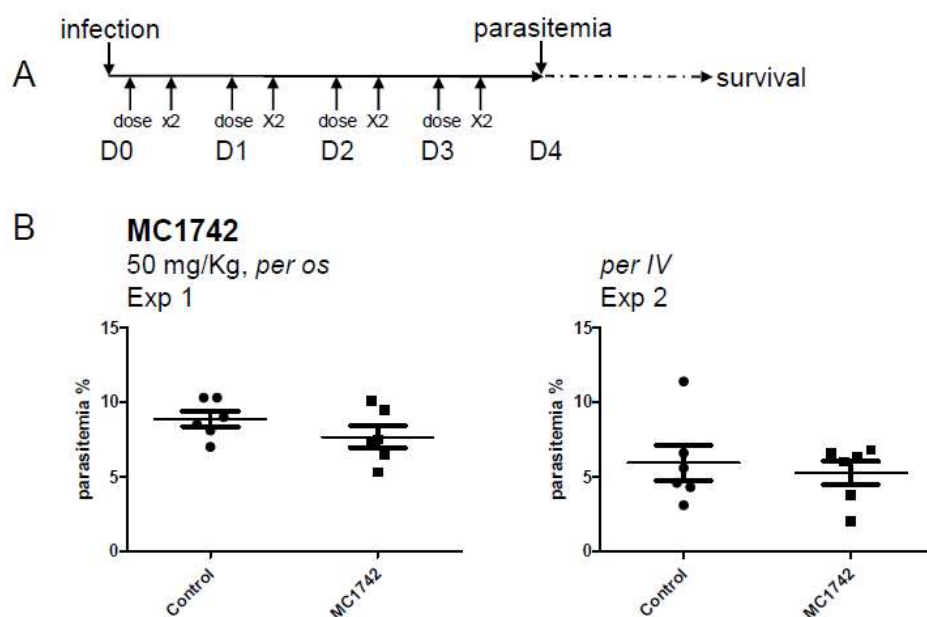 infection
parasitemia
A
survival
dose x2 dose X2 dose X2 dose X2
D0 D1 D2 D3 D4
B
MC1742
50 mg/Kg, per os
Exp 1
parasitemia %
15
10
5
0
Control
MC1742
per IV
Exp 2
parasitemia %
15
10
5
0
Control
MC1742